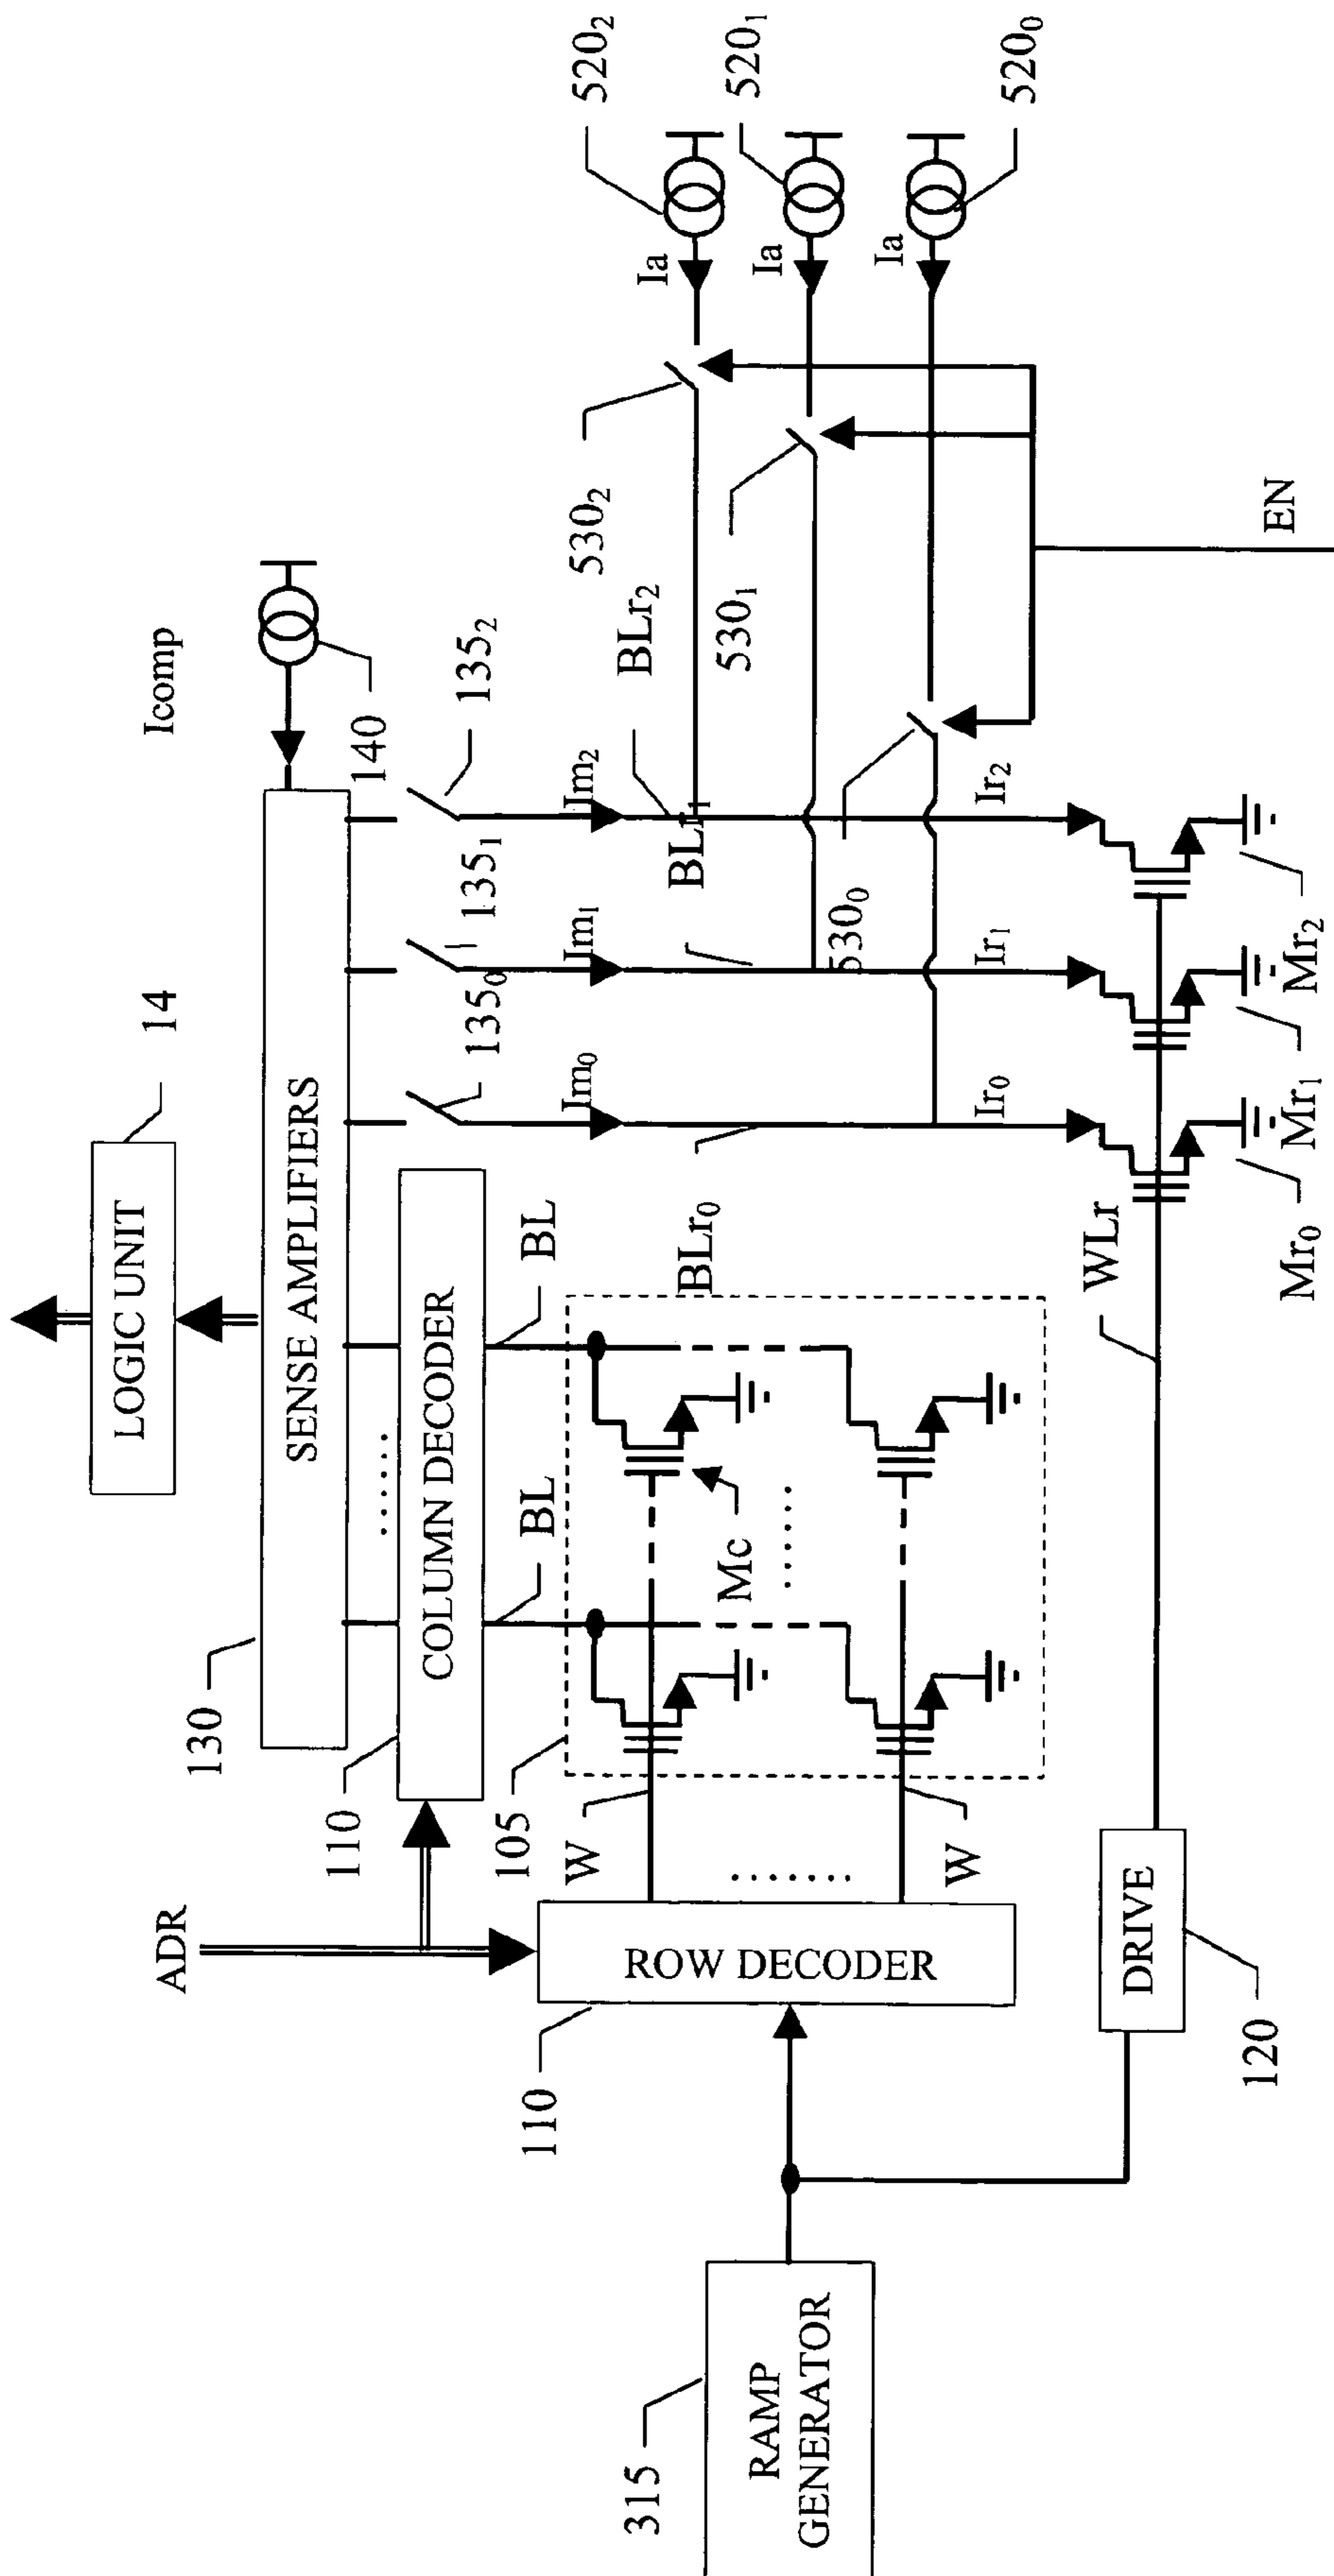 ADR
130
14
LOGIC UNIT
Icomp
140
SENSE AMPLIFIERS
110
COLUMN DECODER
135₀
135₁
135₂
105
BL
BL
Im₀
Im₁
Im₂
BLr₀
BLr₁
BLr₂
530₂
530₁
530₀
Ia
Ia
Ia
520₂
520₁
520₀
W
W
Mc
110
ROW DECODER
Ir₀
Ir₁
Ir₂
WLr
Mr₀
Mr₁
Mr₂
EN
DRIVE
120
315
RAMP
GENERATOR